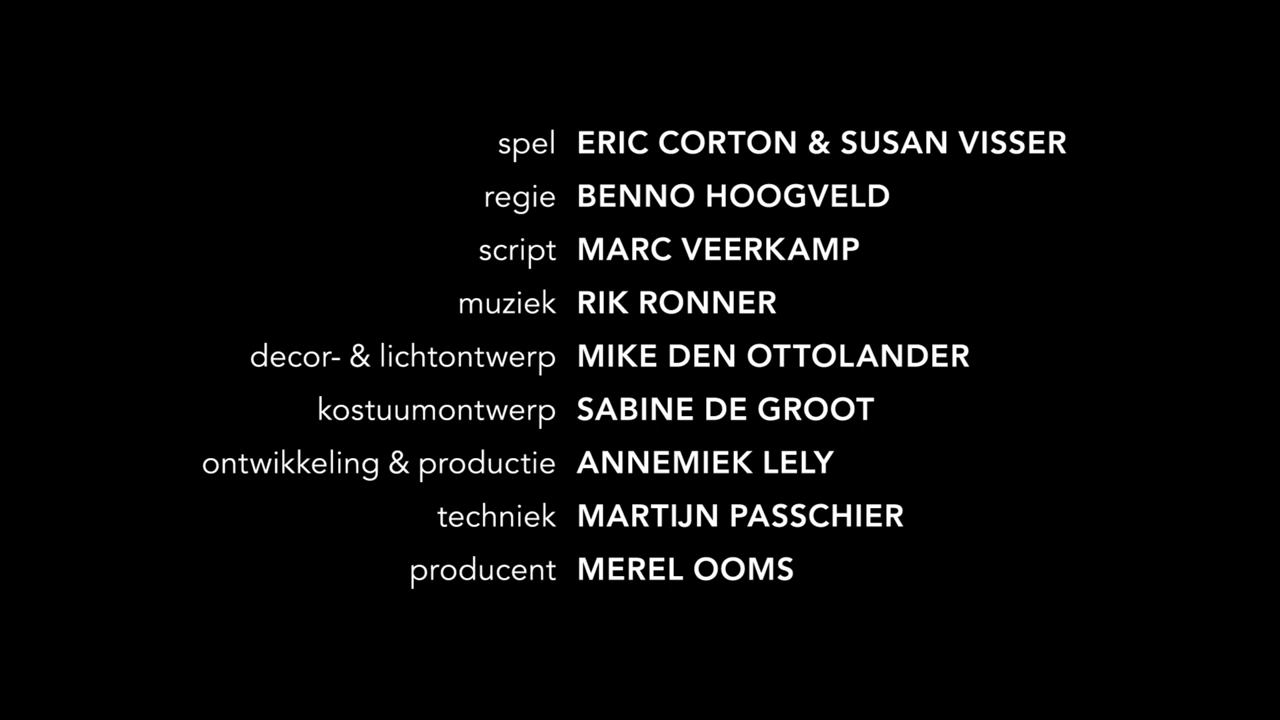 spel ERIC CORTON & SUSAN VISSER
regie BENNO HOOGVELD
script MARC VEERKAMP
muziek RIK RONNER
decor- & lichtontwerp MIKE DEN OTTOLANDER
kostuumontwerp SABINE DE GROOT
ontwikkeling & productie ANNEMIEK LELY
techniek MARTIJN PASSCHIER
producent MEREL OOMS